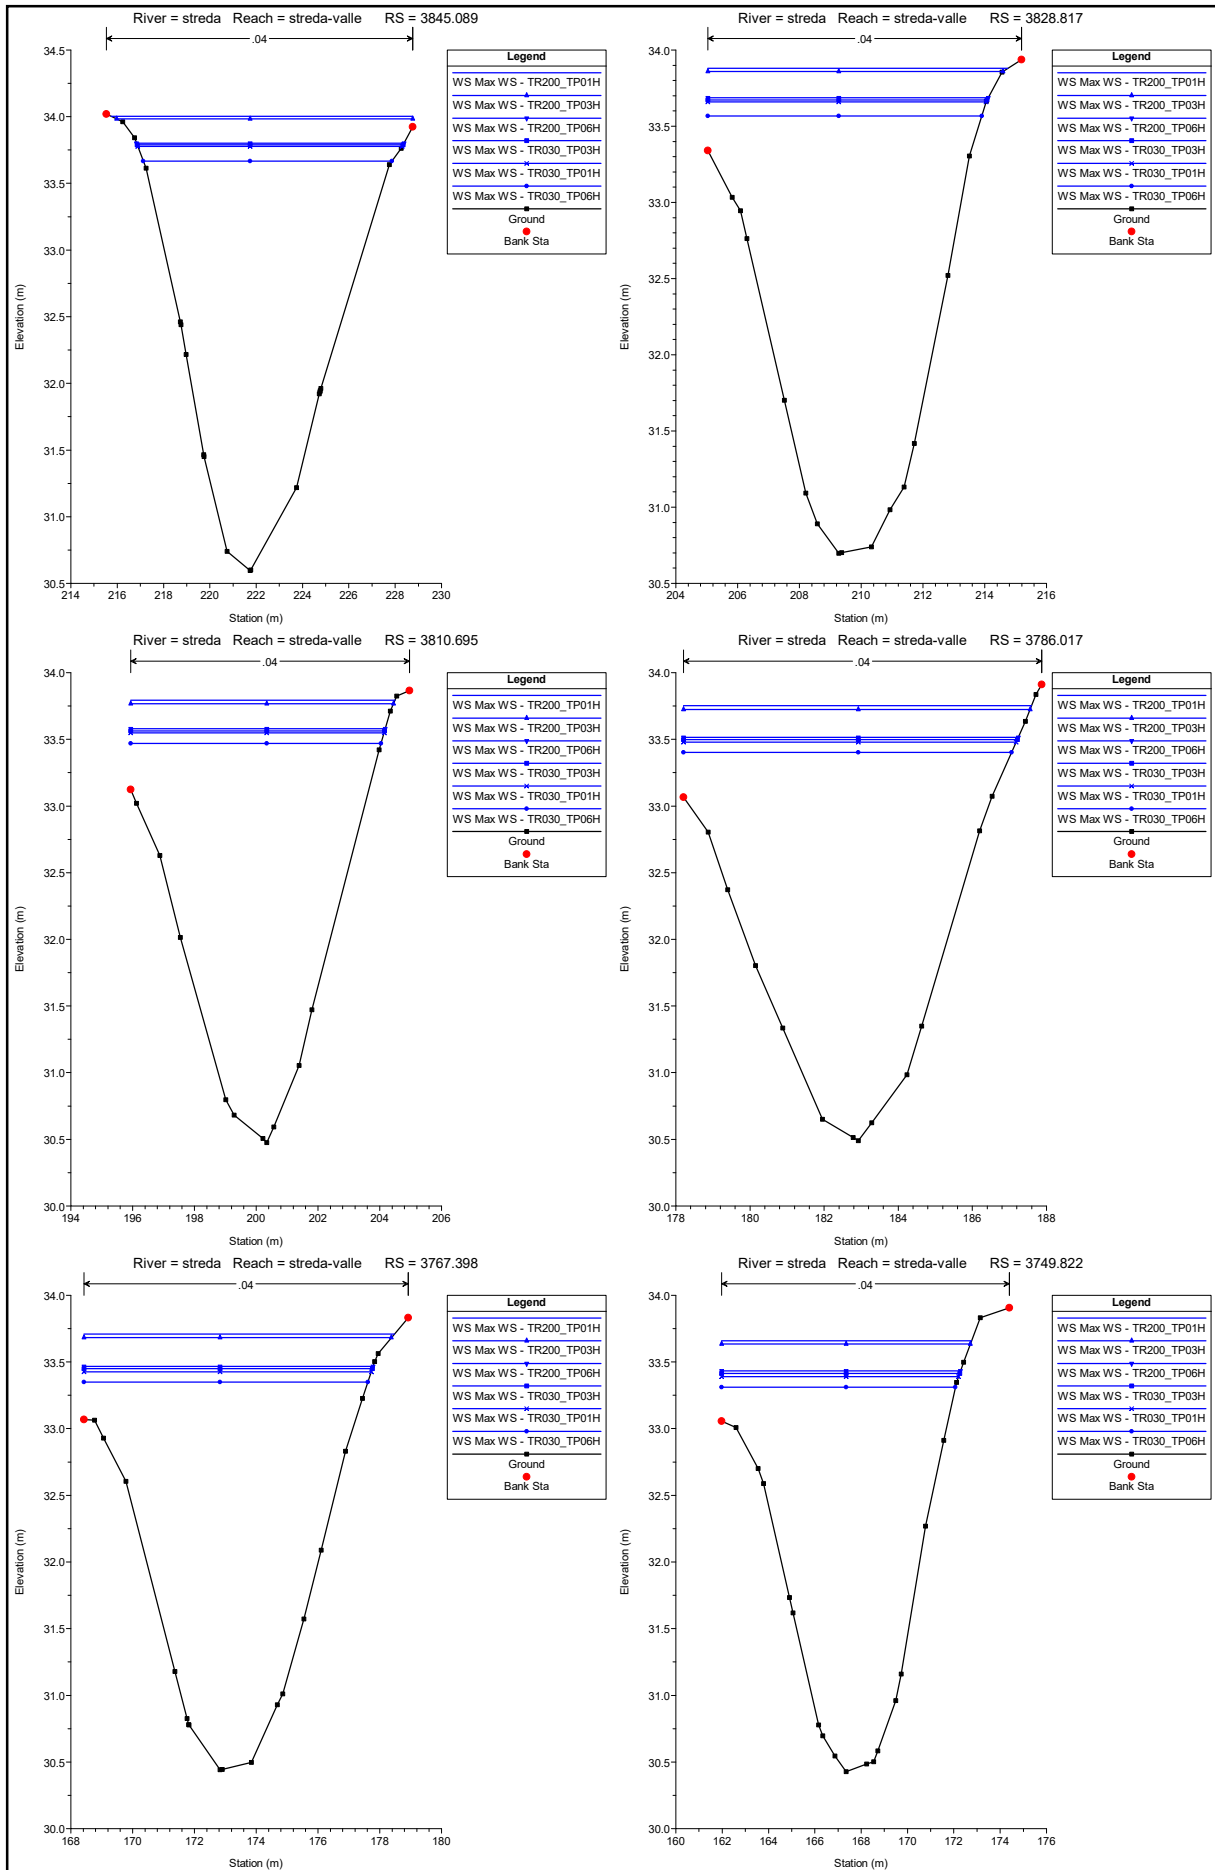 River = streda Reach = streda-valle RS = 3845.089
.04
34.5
34.0
33.5
33.0
32.5
32.0
31.5
31.0
30.5
214 216 218 220 222 224 226 228 230
Station (m)
Elevation (m)
Legend
WS Max WS - TR200_TP01H
WS Max WS - TR200_TP03H
WS Max WS - TR200_TP06H
WS Max WS - TR030_TP03H
WS Max WS - TR030_TP01H
WS Max WS - TR030_TP06H
Ground
Bank Sta
River = streda Reach = streda-valle RS = 3828.817
.04
34.0
33.5
33.0
32.5
32.0
31.5
31.0
30.5
204 206 208 210 212 214 216
Station (m)
Elevation (m)
Legend
WS Max WS - TR200_TP01H
WS Max WS - TR200_TP03H
WS Max WS - TR200_TP06H
WS Max WS - TR030_TP03H
WS Max WS - TR030_TP01H
WS Max WS - TR030_TP06H
Ground
Bank Sta
River = streda Reach = streda-valle RS = 3810.695
.04
34.0
33.5
33.0
32.5
32.0
31.5
31.0
30.5
30.0
194 196 198 200 202 204 206
Station (m)
Elevation (m)
Legend
WS Max WS - TR200_TP01H
WS Max WS - TR200_TP03H
WS Max WS - TR200_TP06H
WS Max WS - TR030_TP03H
WS Max WS - TR030_TP01H
WS Max WS - TR030_TP06H
Ground
Bank Sta
River = streda Reach = streda-valle RS = 3786.017
.04
34.0
33.5
33.0
32.5
32.0
31.5
31.0
30.5
30.0
178 180 182 184 186 188
Station (m)
Elevation (m)
Legend
WS Max WS - TR200_TP01H
WS Max WS - TR200_TP03H
WS Max WS - TR200_TP06H
WS Max WS - TR030_TP03H
WS Max WS - TR030_TP01H
WS Max WS - TR030_TP06H
Ground
Bank Sta
River = streda Reach = streda-valle RS = 3767.398
.04
34.0
33.5
33.0
32.5
32.0
31.5
31.0
30.5
30.0
168 170 172 174 176 178 180
Station (m)
Elevation (m)
Legend
WS Max WS - TR200_TP01H
WS Max WS - TR200_TP03H
WS Max WS - TR200_TP06H
WS Max WS - TR030_TP03H
WS Max WS - TR030_TP01H
WS Max WS - TR030_TP06H
Ground
Bank Sta
River = streda Reach = streda-valle RS = 3749.822
.04
34.0
33.5
33.0
32.5
32.0
31.5
31.0
30.5
30.0
160 162 164 166 168 170 172 174 176
Station (m)
Elevation (m)
Legend
WS Max WS - TR200_TP01H
WS Max WS - TR200_TP03H
WS Max WS - TR200_TP06H
WS Max WS - TR030_TP03H
WS Max WS - TR030_TP01H
WS Max WS - TR030_TP06H
Ground
Bank Sta